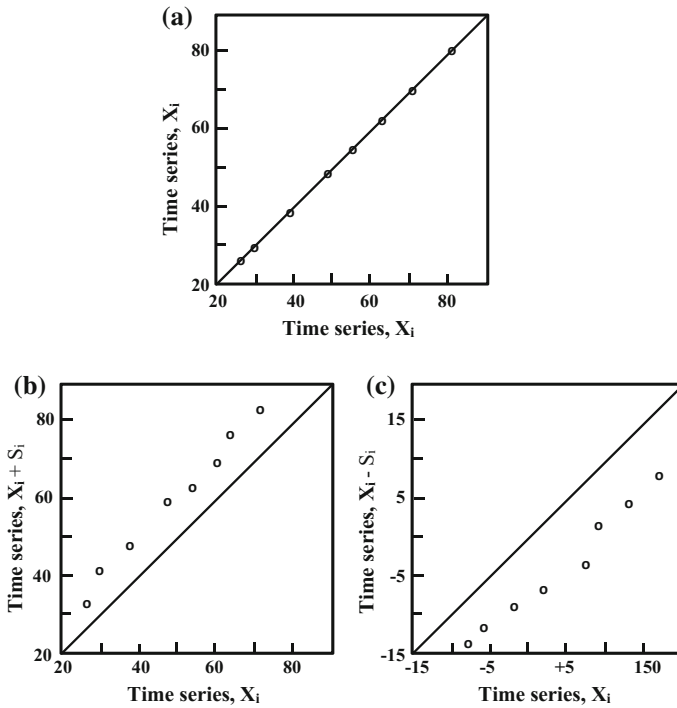 (a)
Time series, Xi
80
60
40
20
20 40 60 80
Time series, Xi
(b)
Time series, Xi + Si
80
60
40
20
20 40 60 80
Time series, Xi
(c)
Time series, Xi - Si
15
5
-5
-15
-15 -5 +5 150
Time series, Xi